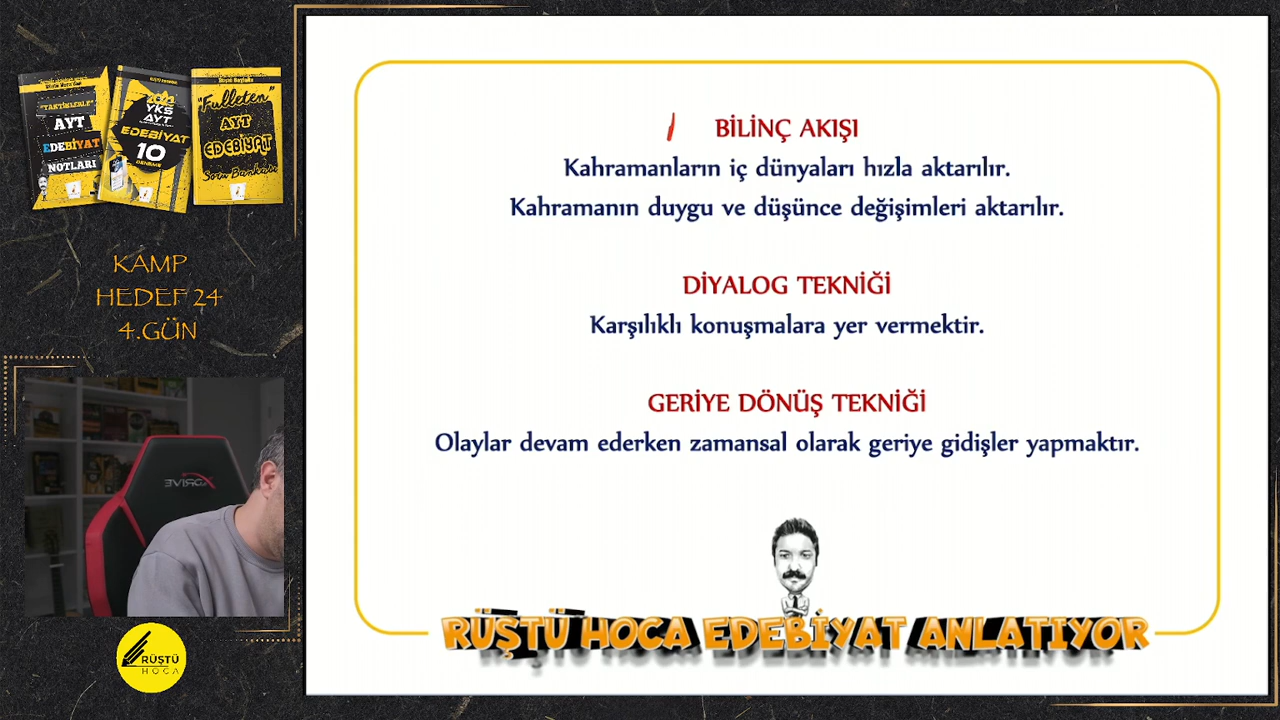 "TAKTİKLERLE"
AYT
EDEBİYAT
NOTLARI
YKS
AYT
EDEBİYAT
10
DENEME
"Fulleten"
AYT
EDEBİYAT
Soru Bankası
KAMP
HEDEF 24
4.GÜN
XDRIVE
RÜŞTÜ
HOCA
BİLİNÇ AKIŞI
Kahramanların iç dünyaları hızla aktarılır.
Kahramanın duygu ve düşünce değişimleri aktarılır.
DİYALOG TEKNİĞİ
Karşılıklı konuşmalara yer vermektir.
GERİYE DÖNÜŞ TEKNİĞİ
Olaylar devam ederken zamansal olarak geriye gidişler yapmaktır.
RÜŞTÜ HOCA EDEBİYAT ANLATIYOR